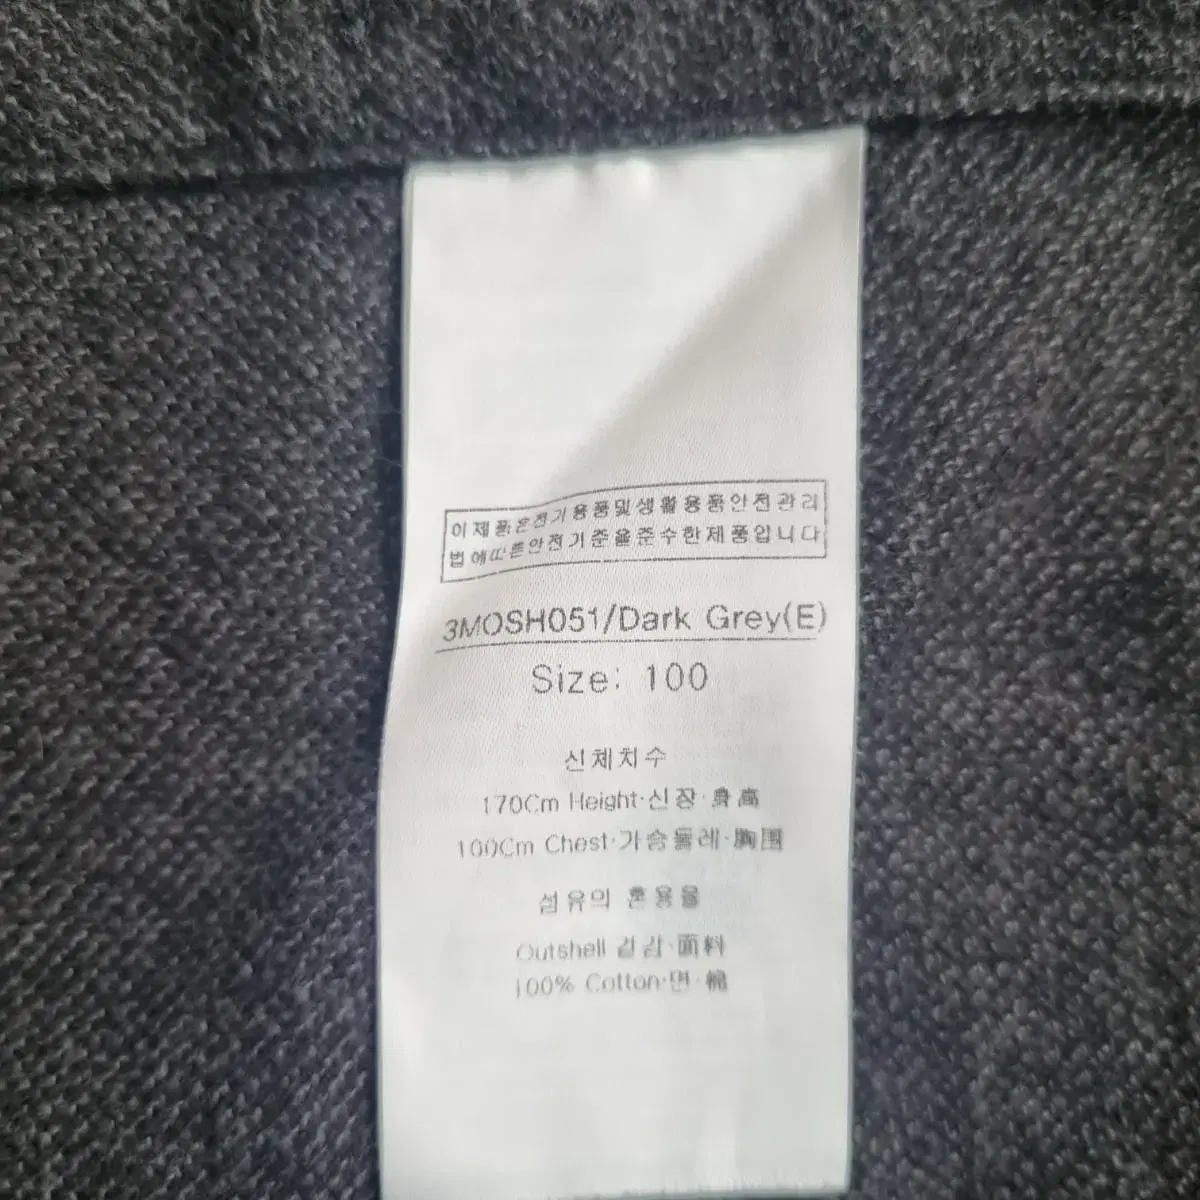 이제품은전기용품및생활용품안전관리
법에따른안전기준을준수한제품입니다
3MOSH051/Dark Grey(E)
Size: 100
신체치수
170Cm Height·신장·身高
100Cm Chest·가슴둘레·胸围
섬유의 혼용율
Outshell 겉감·面料
100% Cotton·면·棉